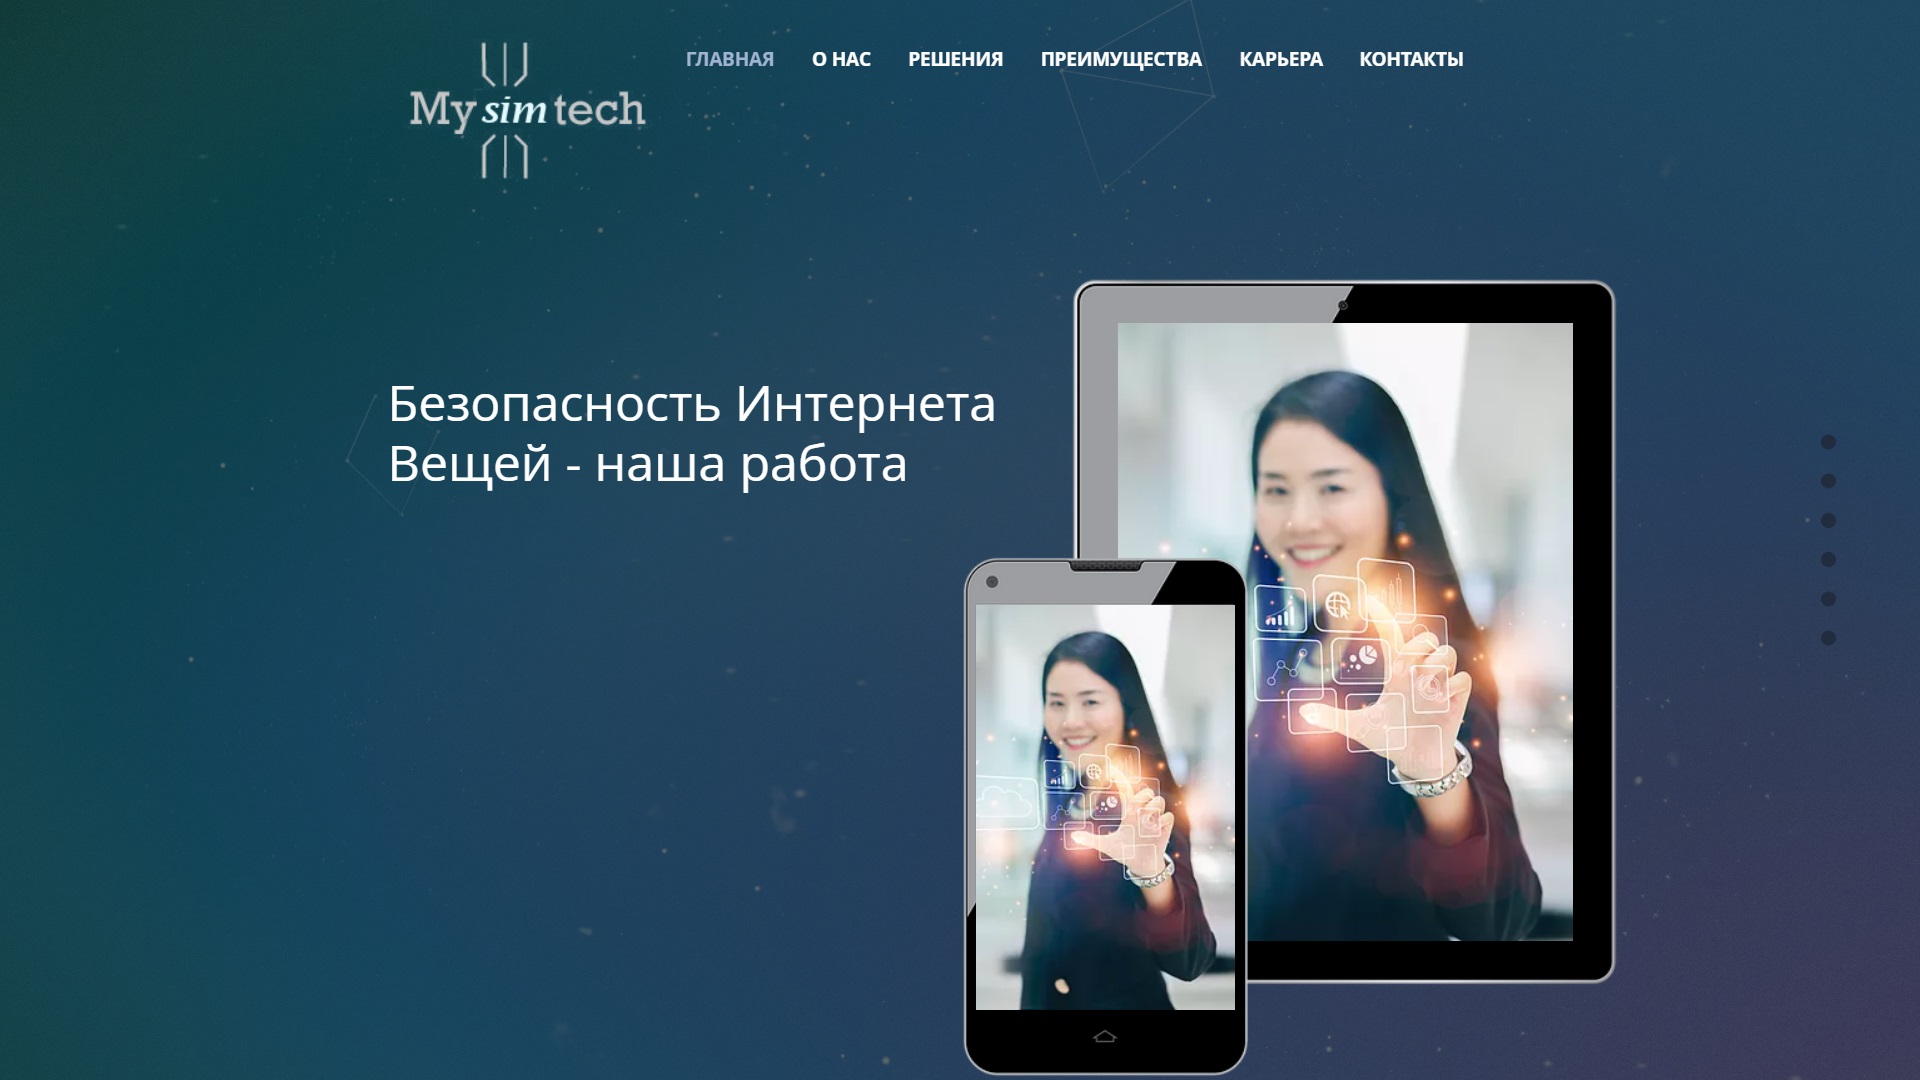 My sim tech
ГЛАВНАЯ О НАС РЕШЕНИЯ ПРЕИМУЩЕСТВА КАРЬЕРА КОНТАКТЫ
Безопасность Интернета
Вещей - наша работа